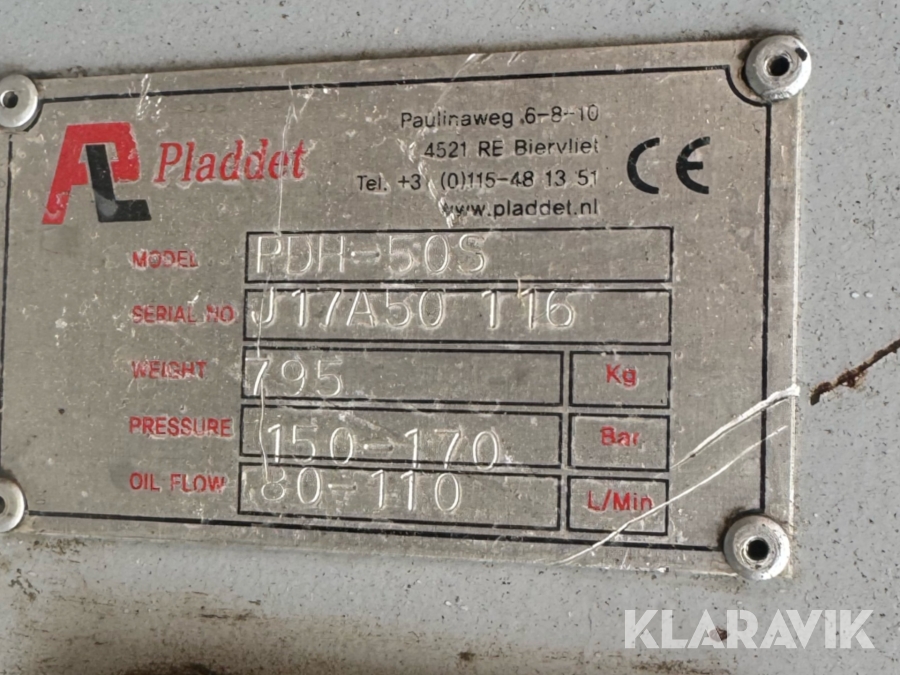 Paulinaweg 6-8-10
PL Pladdet
4521 RE Biervliet
CE
Tel. +3 (0)115-48 13 51
www.pladdet.nl
MODEL PDH-50S
SERIAL NO J17A50 116
WEIGHT 795 Kg
PRESSURE 150-170 Bar
OIL FLOW 80-110 L/Min
KLARAVIK